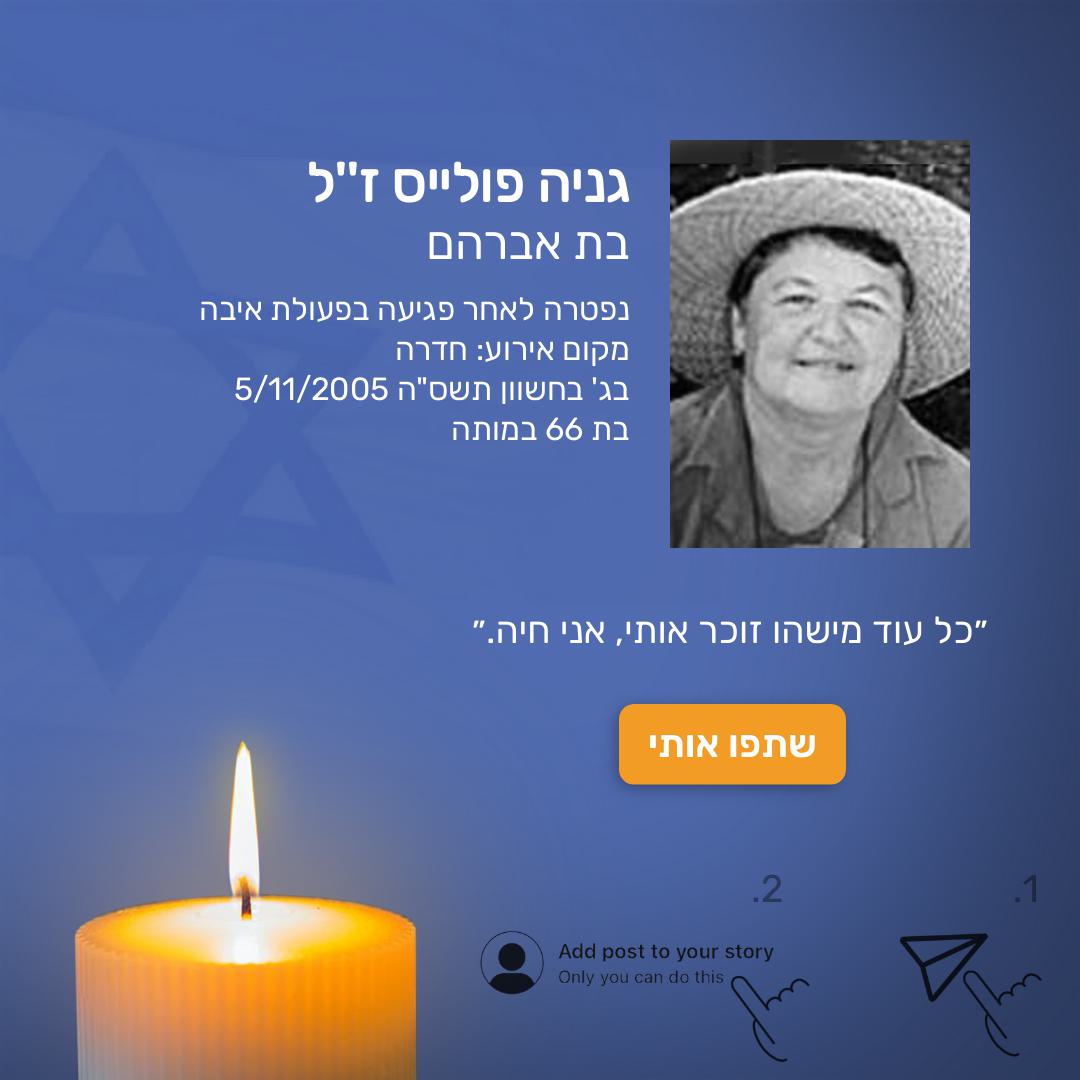 גניה פולייס ז"ל
בת אברהם
נפטרה לאחר פגיעה בפעולת איבה
מקום אירוע: חדרה
בג' בחשוון תשס"ה 5/11/2005
בת 66 במותה
״כל עוד מישהו זוכר אותי, אני חיה.״
שתפו אותי
.1
.2
Add post to your story
Only you can do this